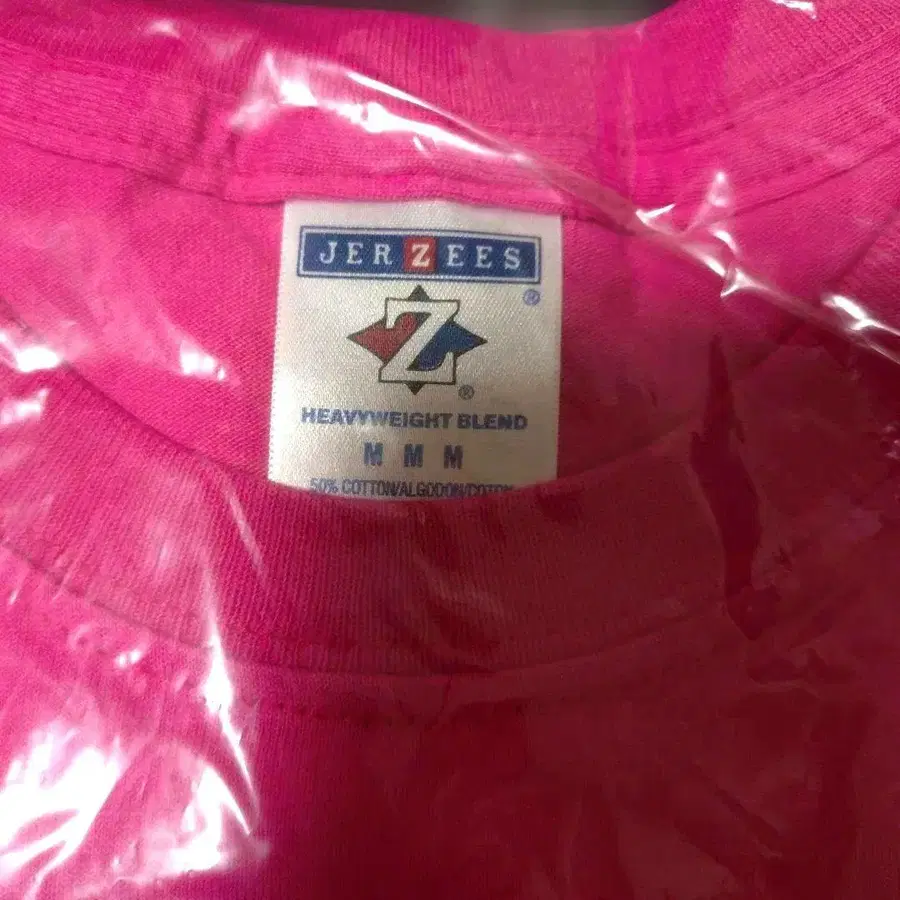 JERZEES
®
Z
®
HEAVYWEIGHT BLEND
M M M
50% COTTON/ALGODON/COTON